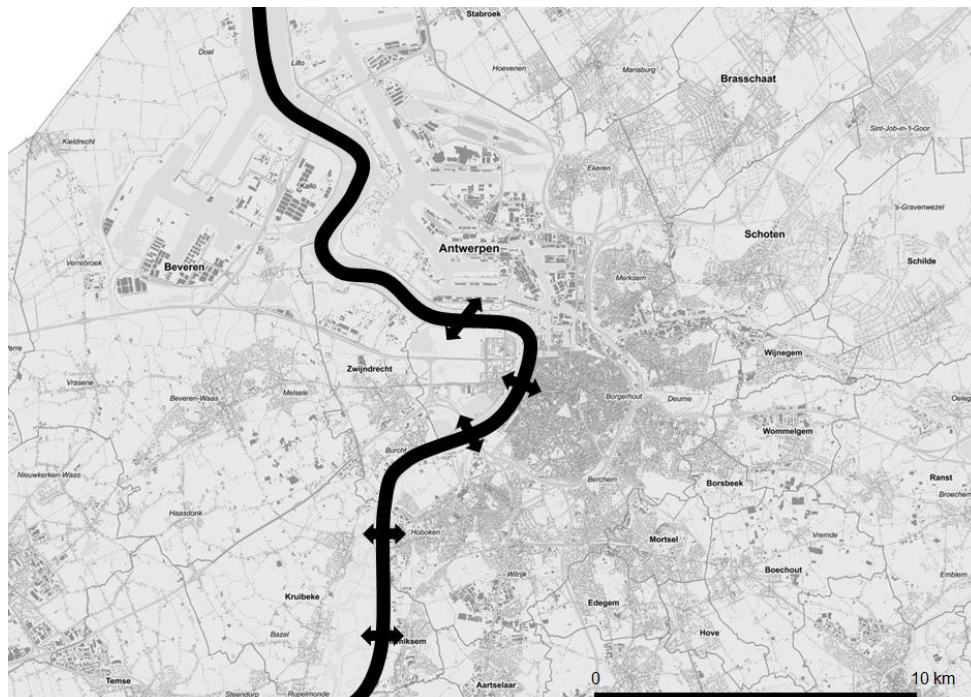 Stabroek
Doel
Lillo
Hoevenen
Mariaburg
Brasschaat
Sint-Job-in-'t-Goor
Kieldrecht
Ekeren
Kallo
's-Gravenwezel
Schoten
Antwerpen
Verrebroek
Beveren
Schilde
Merksem
Wijnegem
Zwijndrecht
Vrasene
Melsele
Beveren-Waas
Borgerhout
Deurne
Wommelgem
Burcht
Nieuwkerken-Waas
Berchem
Borsbeek
Ranst
Broechem
Haasdonk
Hoboken
Mortsel
Vremde
Boechout
Emblem
Wilrijk
Kruibeke
Edegem
Bazel
Hove
Temse
Aartselaar
0
10 km
Steendorp
Rupelmonde